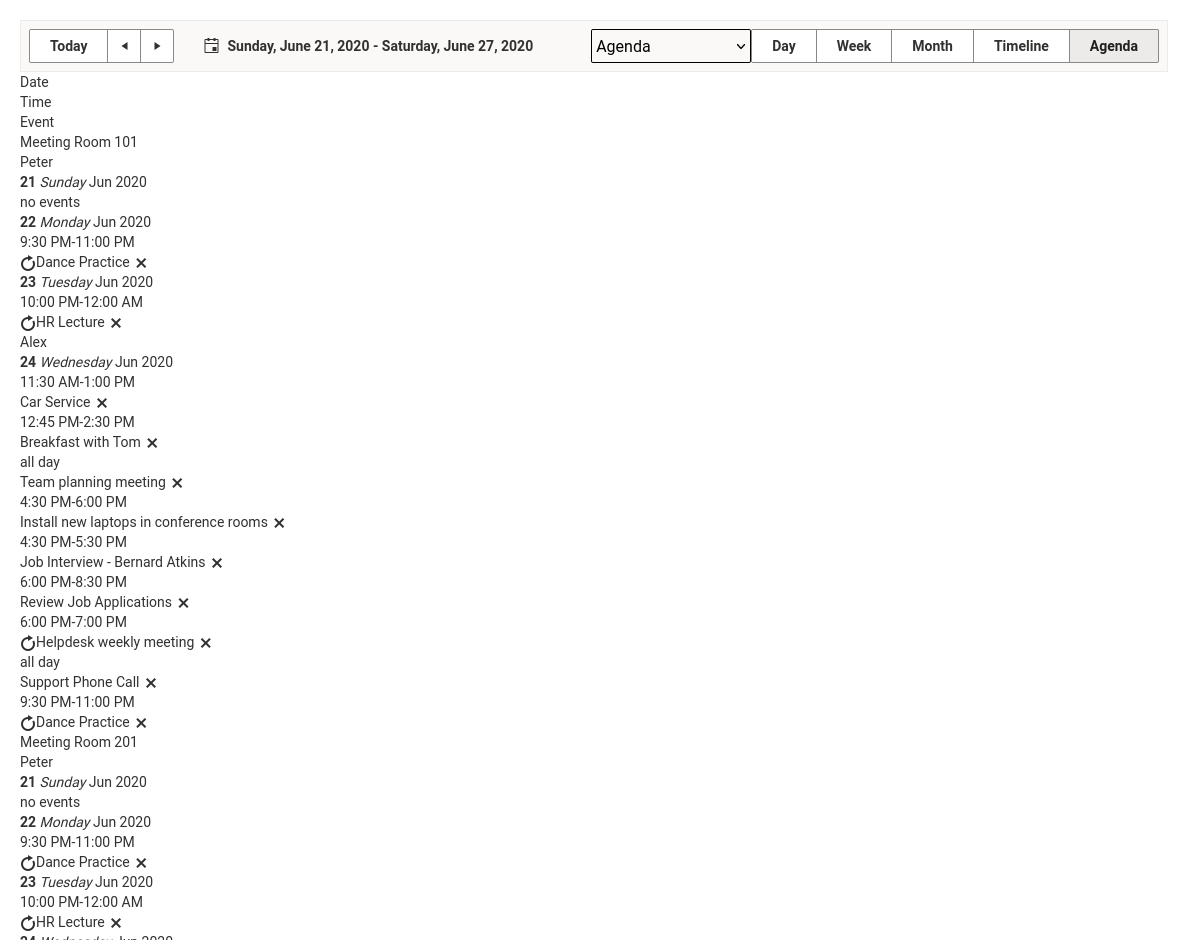 Today Sunday, June 21, 2020 - Saturday, June 27, 2020 Agenda Day Week Month Timeline Agenda
Date
Time
Event
Meeting Room 101
Peter
21 Sunday Jun 2020
no events
22 Monday Jun 2020
9:30 PM-11:00 PM
Dance Practice
23 Tuesday Jun 2020
10:00 PM-12:00 AM
HR Lecture
Alex
24 Wednesday Jun 2020
11:30 AM-1:00 PM
Car Service
12:45 PM-2:30 PM
Breakfast with Tom
all day
Team planning meeting
4:30 PM-6:00 PM
Install new laptops in conference rooms
4:30 PM-5:30 PM
Job Interview - Bernard Atkins
6:00 PM-8:30 PM
Review Job Applications
6:00 PM-7:00 PM
Helpdesk weekly meeting
all day
Support Phone Call
9:30 PM-11:00 PM
Dance Practice
Meeting Room 201
Peter
21 Sunday Jun 2020
no events
22 Monday Jun 2020
9:30 PM-11:00 PM
Dance Practice
23 Tuesday Jun 2020
10:00 PM-12:00 AM
HR Lecture
24 Wednesday Jun 2020